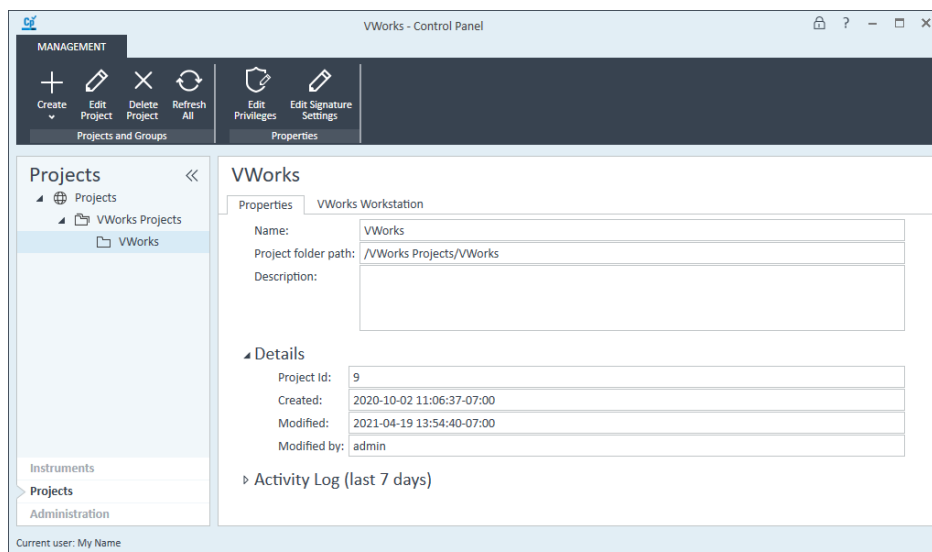 Cp
VWorks - Control Panel
?
MANAGEMENT
Create
Edit Project
Delete Project
Refresh All
Projects and Groups
Edit Privileges
Edit Signature Settings
Properties
Projects
Projects
VWorks Projects
VWorks
Instruments
Projects
Administration
VWorks
Properties VWorks Workstation
Name: VWorks
Project folder path: /VWorks Projects/VWorks
Description:
Details
Project Id: 9
Created: 2020-10-02 11:06:37-07:00
Modified: 2021-04-19 13:54:40-07:00
Modified by: admin
Activity Log (last 7 days)
Current user: My Name